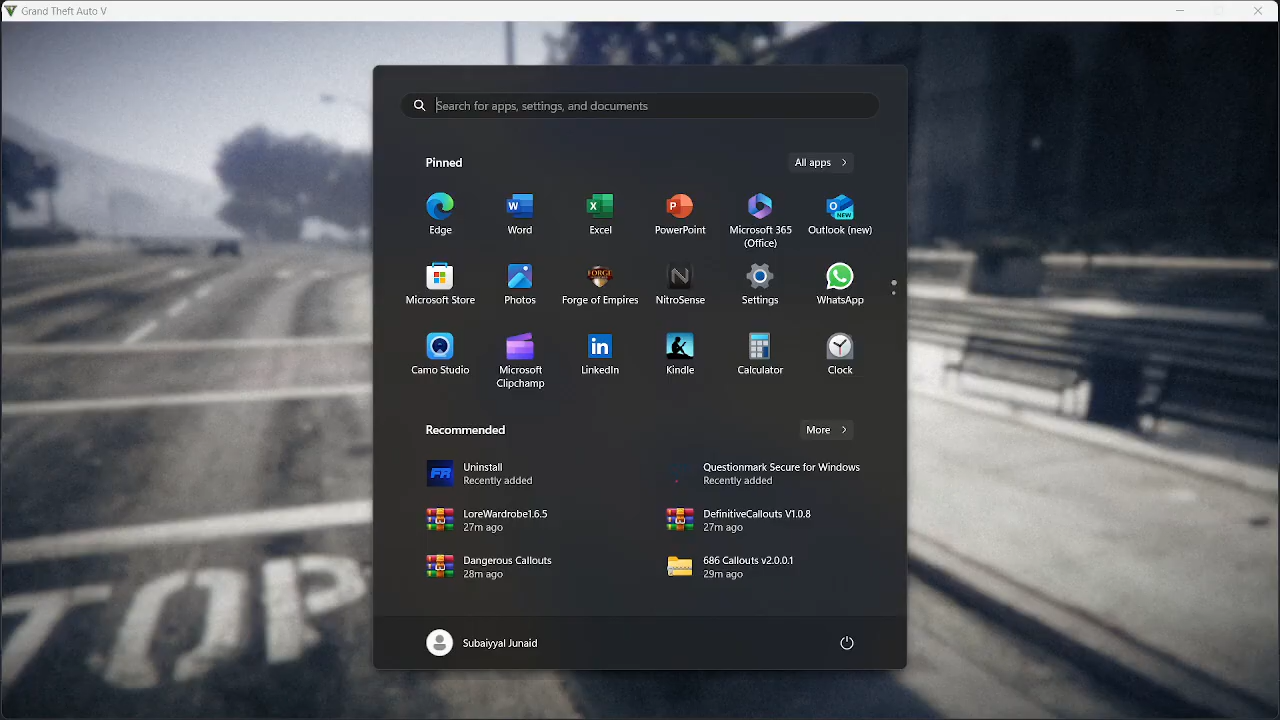 Grand Theft Auto V
Search for apps, settings, and documents
Pinned
All apps
Edge
Word
Excel
PowerPoint
Microsoft 365
(Office)
Outlook (new)
Microsoft Store
Photos
Forge of Empires
NitroSense
Settings
WhatsApp
Camo Studio
Microsoft
Clipchamp
LinkedIn
Kindle
Calculator
Clock
Recommended
More
Uninstall
Recently added
Questionmark Secure for Windows
Recently added
LoreWardrobe1.6.5
27m ago
DefinitiveCallouts V1.0.8
27m ago
Dangerous Callouts
28m ago
686 Callouts v2.0.0.1
29m ago
Subaiyyal Junaid
TOP